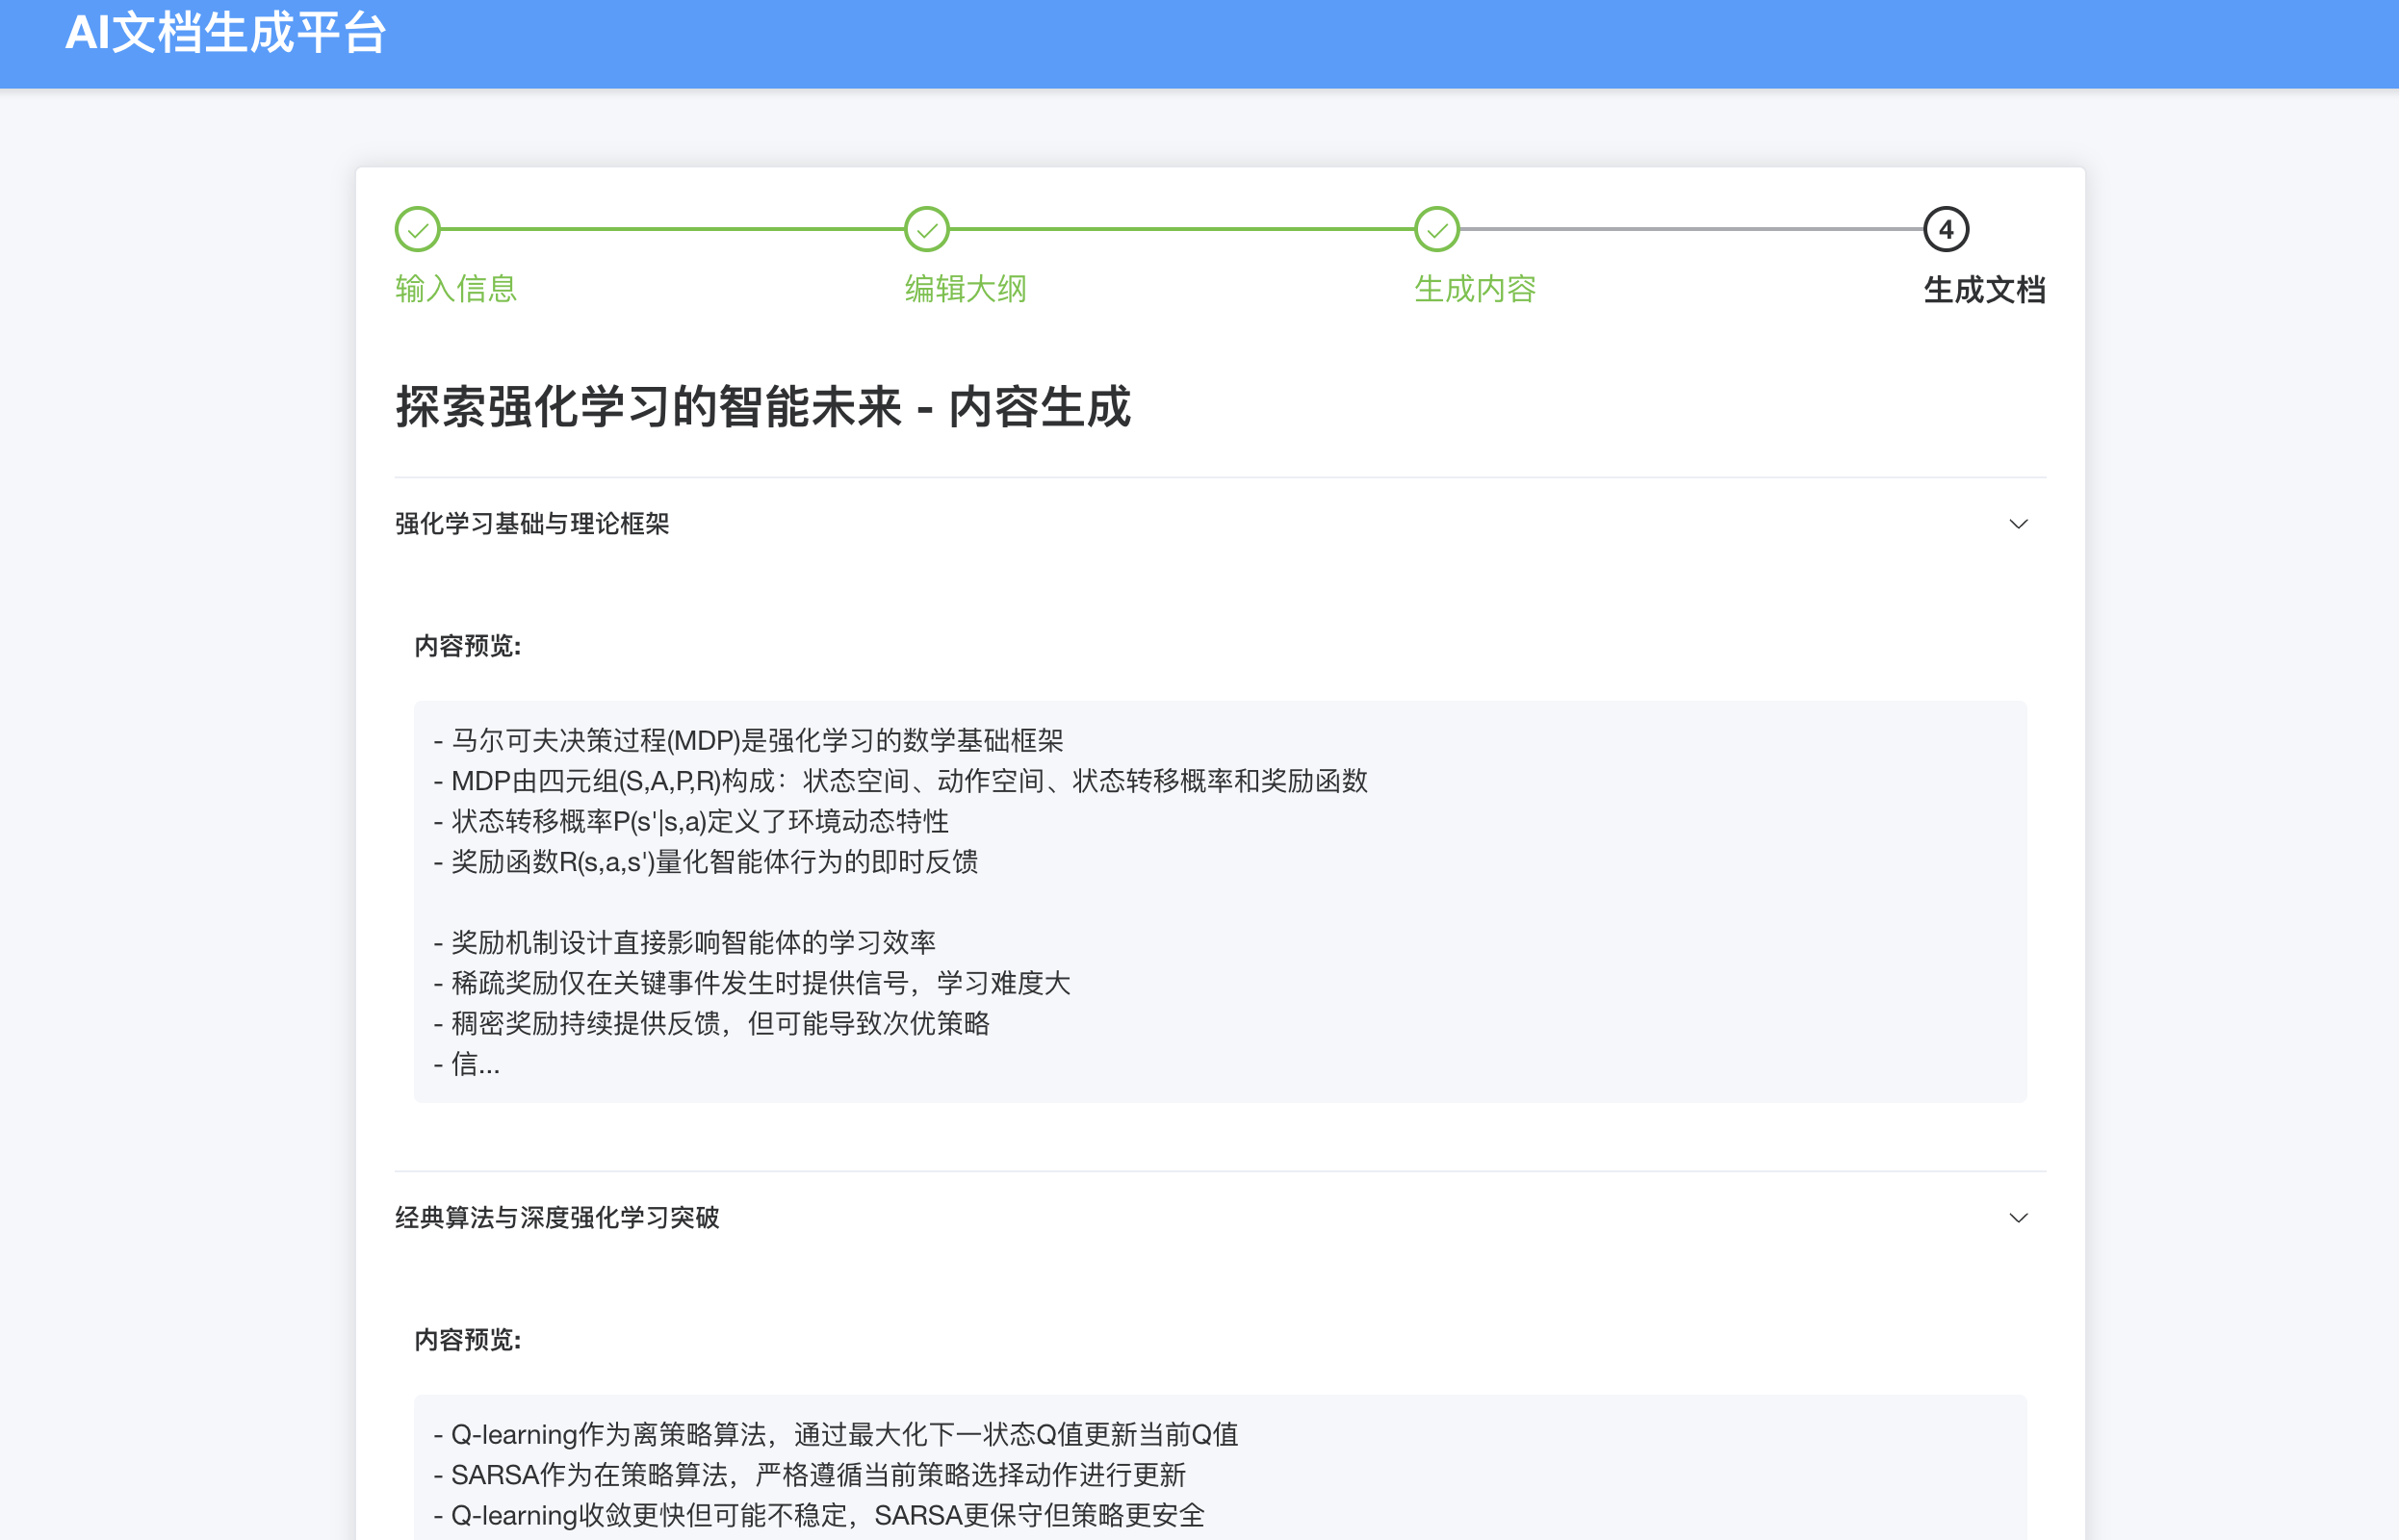 AI文档生成平台
4
输入信息
编辑大纲
生成内容
生成文档
探索强化学习的智能未来 - 内容生成
强化学习基础与理论框架
内容预览:
- 马尔可夫决策过程(MDP)是强化学习的数学基础框架
- MDP由四元组(S,A,P,R)构成：状态空间、动作空间、状态转移概率和奖励函数
- 状态转移概率P(s'|s,a)定义了环境动态特性
- 奖励函数R(s,a,s')量化智能体行为的即时反馈
- 奖励机制设计直接影响智能体的学习效率
- 稀疏奖励仅在关键事件发生时提供信号，学习难度大
- 稠密奖励持续提供反馈，但可能导致次优策略
- 信...
经典算法与深度强化学习突破
内容预览:
- Q-learning作为离策略算法，通过最大化下一状态Q值更新当前Q值
- SARSA作为在策略算法，严格遵循当前策略选择动作进行更新
- Q-learning收敛更快但可能不稳定，SARSA更保守但策略更安全